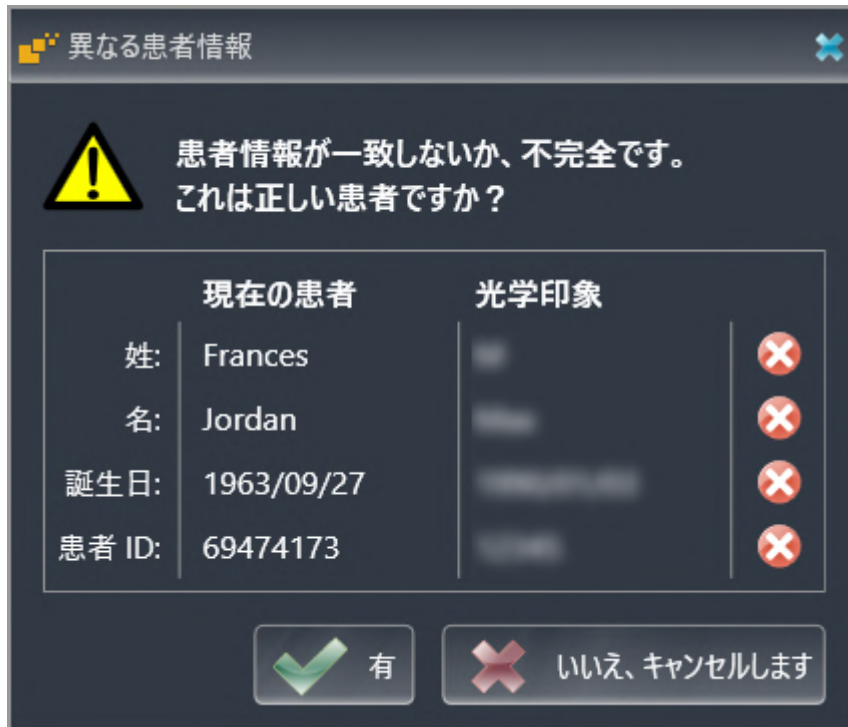 異なる患者情報
患者情報が一致しないか、不完全です。
これは正しい患者ですか？
現在の患者 光学印象
姓: Frances
名: Jordan
誕生日: 1963/09/27
患者 ID: 69474173
有 いいえ、キャンセルします